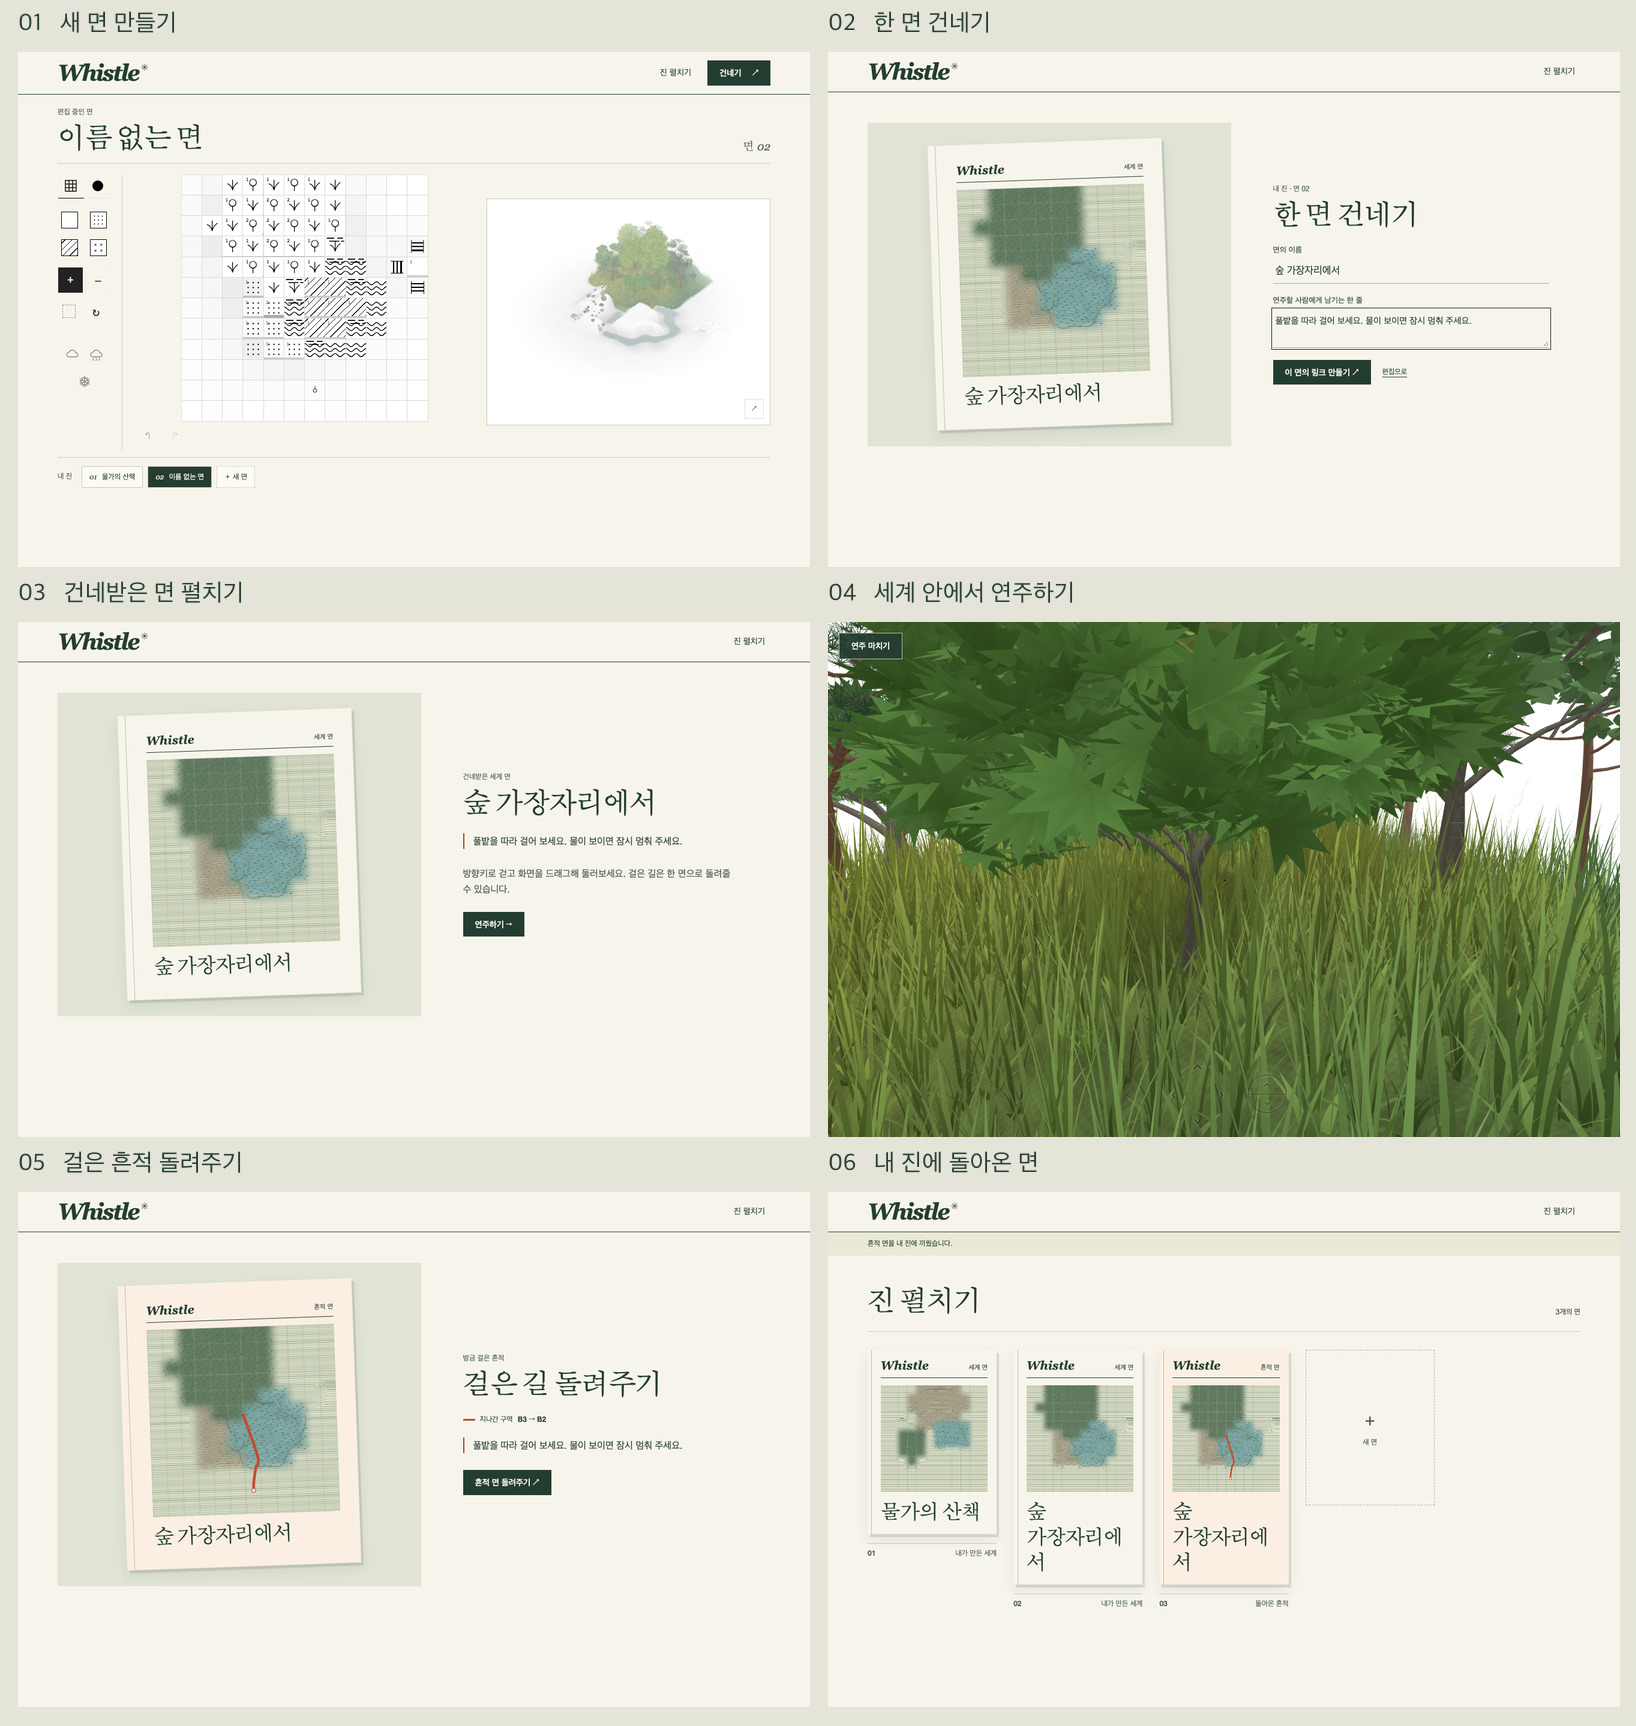 01 새 면 만들기
Whistle*
진 펼치기
건네기 ↗
편집 중인 면
이름 없는 면
면 02
+
−
↻
↗
내 진
01 물가의 산책
02 이름 없는 면
+ 새 면
02 한 면 건네기
Whistle*
진 펼치기
Whistle
세계 면
숲 가장자리에서
내 진 · 면 02
한 면 건네기
면의 이름
숲 가장자리에서
연주할 사람에게 남기는 한 줄
풀밭을 따라 걸어 보세요. 물이 보이면 잠시 멈춰 주세요.
이 면의 링크 만들기 ↗
편집으로
03 건네받은 면 펼치기
Whistle*
진 펼치기
Whistle
세계 면
숲 가장자리에서
건네받은 세계 면
숲 가장자리에서
풀밭을 따라 걸어 보세요. 물이 보이면 잠시 멈춰 주세요.
방향키로 걷고 화면을 드래그해 둘러보세요. 걸은 길은 한 면으로 돌려줄
수 있습니다.
연주하기 →
04 세계 안에서 연주하기
연주 마치기
05 걸은 흔적 돌려주기
Whistle*
진 펼치기
Whistle
흔적 면
숲 가장자리에서
방금 걸은 흔적
걸은 길 돌려주기
지나간 구역 B3 → B2
풀밭을 따라 걸어 보세요. 물이 보이면 잠시 멈춰 주세요.
흔적 면 돌려주기 ↗
06 내 진에 돌아온 면
Whistle*
진 펼치기
흔적 면을 내 진에 끼웠습니다.
진 펼치기
3개의 면
Whistle
세계 면
물가의 산책
01
내가 만든 세계
Whistle
세계 면
숲
가장자리에
서
02
내가 만든 세계
Whistle
흔적 면
숲
가장자리에
서
03
돌아온 흔적
+
새 면